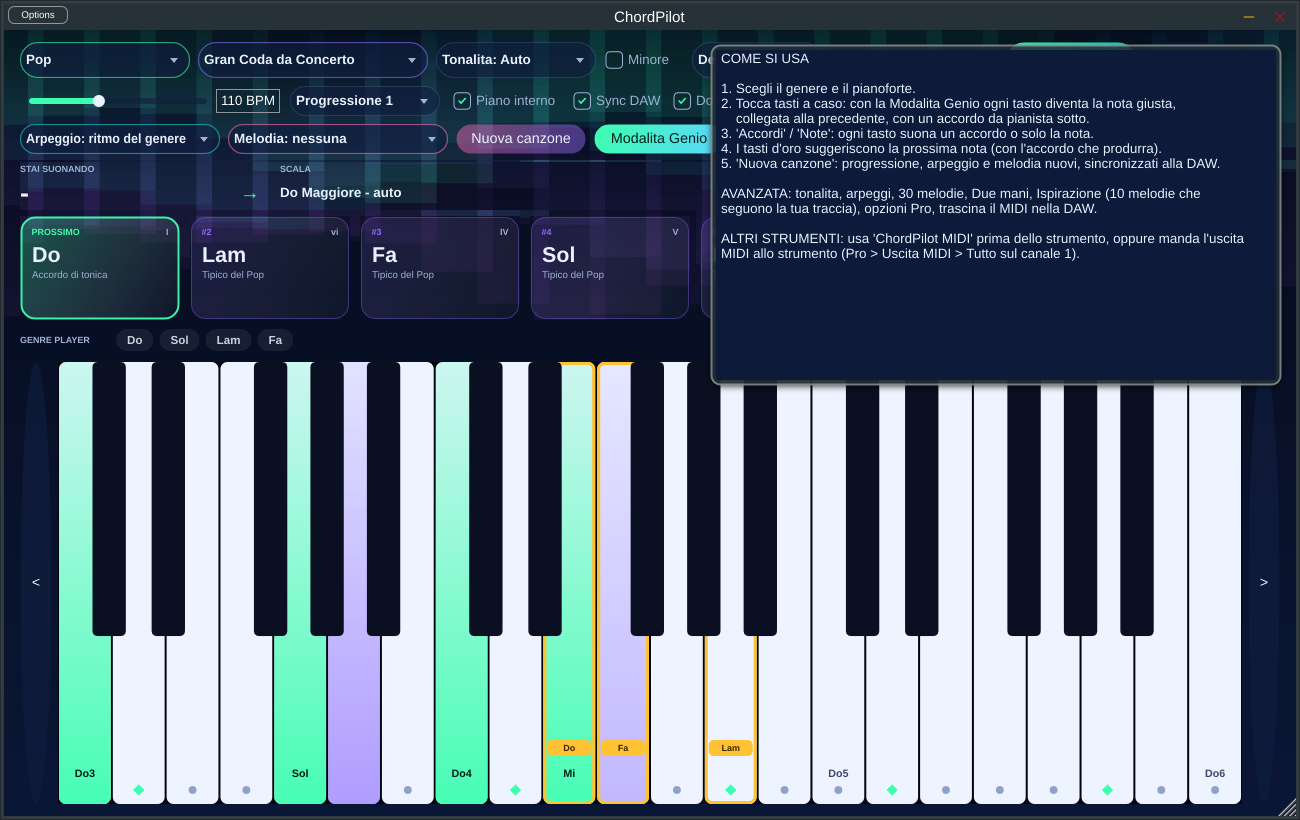 Options
ChordPilot
Pop
Gran Coda da Concerto
Tonalita: Auto
Minore
110 BPM
Progressione 1
Piano interno
Sync DAW
Arpeggio: ritmo del genere
Melodia: nessuna
Nuova canzone
Modalita Genio
COME SI USA
1. Scegli il genere e il pianoforte.
2. Tocca tasti a caso: con la Modalita Genio ogni tasto diventa la nota giusta,
collegata alla precedente, con un accordo da pianista sotto.
3. 'Accordi' / 'Note': ogni tasto suona un accordo o solo la nota.
4. I tasti d'oro suggeriscono la prossima nota (con l'accordo che produrra).
5. 'Nuova canzone': progressione, arpeggio e melodia nuovi, sincronizzati alla DAW.
AVANZATA: tonalita, arpeggi, 30 melodie, Due mani, Ispirazione (10 melodie che
seguono la tua traccia), opzioni Pro, trascina il MIDI nella DAW.
ALTRI STRUMENTI: usa 'ChordPilot MIDI' prima dello strumento, oppure manda l'uscita
MIDI allo strumento (Pro > Uscita MIDI > Tutto sul canale 1).
STAI SUONANDO
SCALA
- → Do Maggiore - auto
PROSSIMO I
Do
Accordo di tonica
#2 vi
Lam
Tipico del Pop
#3 IV
Fa
Tipico del Pop
#4 V
Sol
Tipico del Pop
GENRE PLAYER Do Sol Lam Fa
< >
Do Fa Lam
Do3 Sol Do4 Mi Do5 Do6